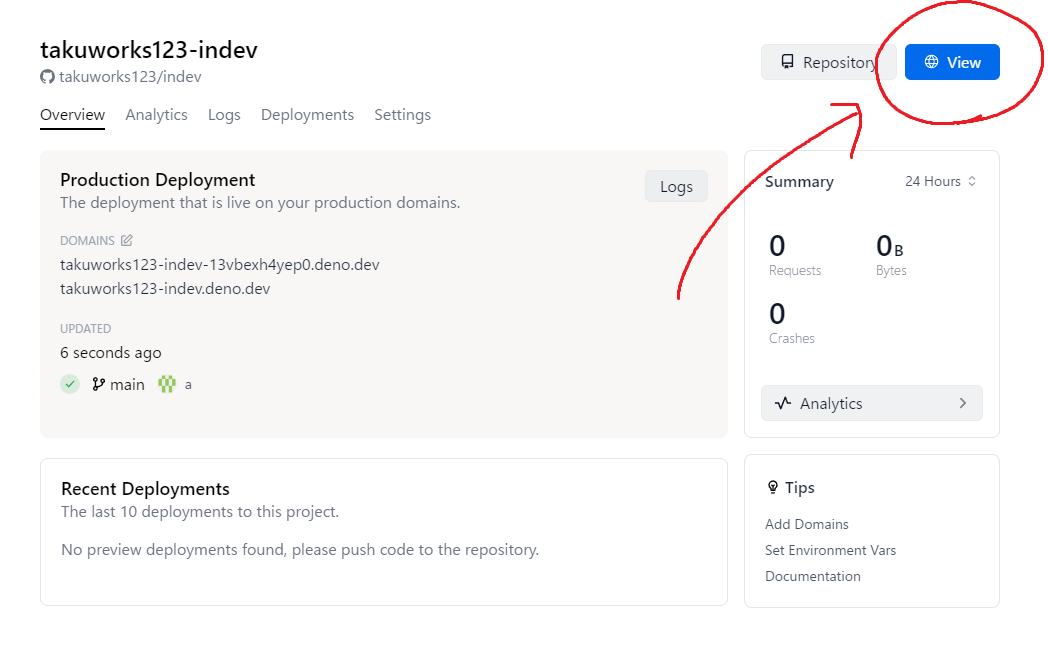 takuworks123-indev
takuworks123/indev
Repository
View
Overview Analytics Logs Deployments Settings
Production Deployment
The deployment that is live on your production domains.
Logs
DOMAINS
takuworks123-indev-13vbexh4yep0.deno.dev
takuworks123-indev.deno.dev
UPDATED
6 seconds ago
main a
Summary
24 Hours
0
Requests
0 B
Bytes
0
Crashes
Analytics
Recent Deployments
The last 10 deployments to this project.
No preview deployments found, please push code to the repository.
Tips
Add Domains
Set Environment Vars
Documentation